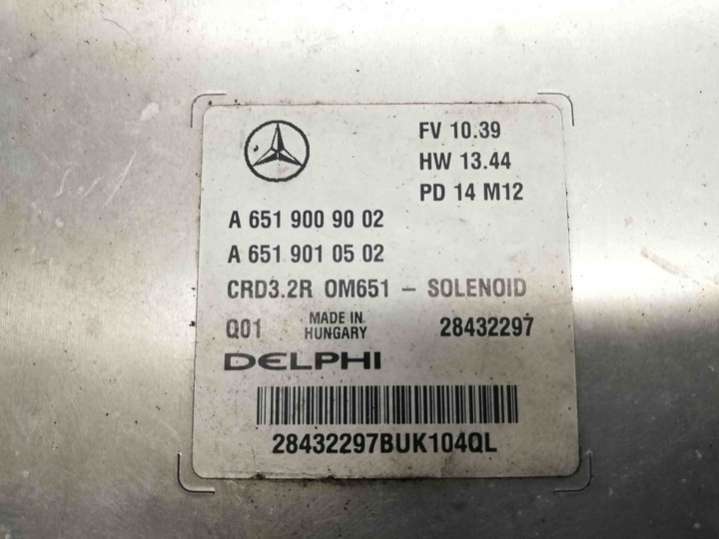 FV 10.39
HW 13.44
PD 14 M12
A 651 900 90 02
A 651 901 05 02
CRD3.2R OM651 - SOLENOID
Q01 MADE IN HUNGARY 28432297
DELPHI
28432297BUK104QL